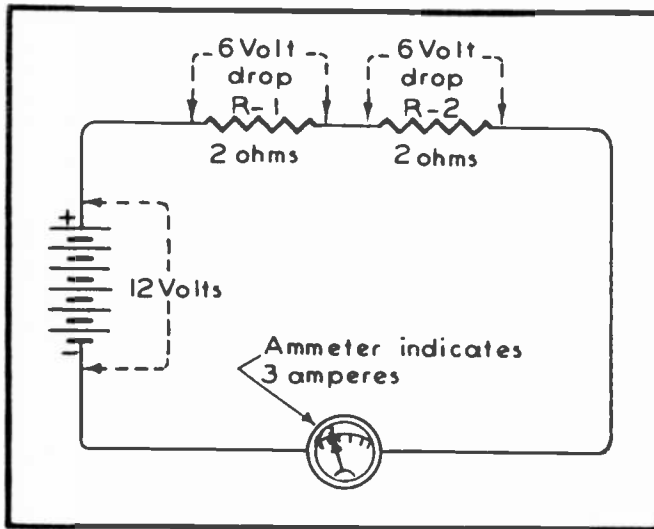 6 Volt drop
R-1
2 ohms
6 Volt drop
R-2
2 ohms
+
12 Volts
-
Ammeter indicates
3 amperes